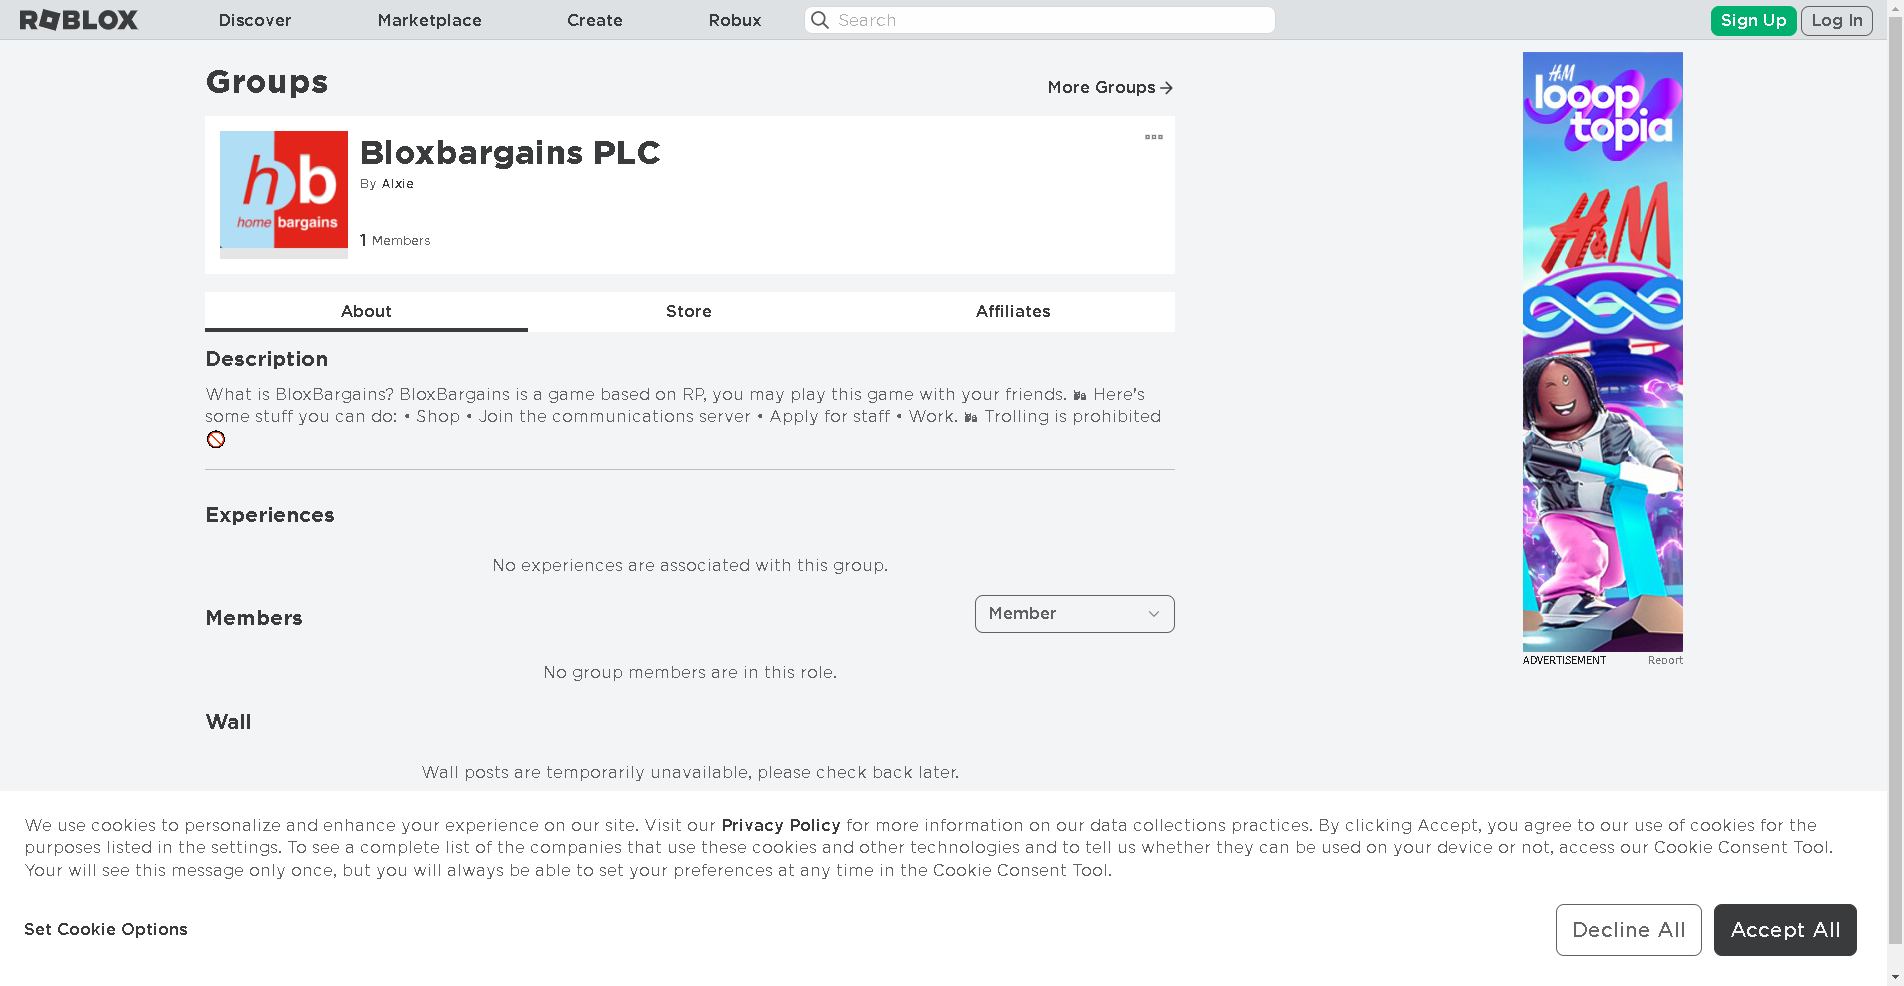 ROBLOX
Discover
Marketplace
Create
Robux
Search
Sign Up
Log In
Groups
More Groups
hb
home bargains
Bloxbargains PLC
By Alxie
1 Members
About
Store
Affiliates
Description
What is BloxBargains? BloxBargains is a game based on RP, you may play this game with your friends. Here's
some stuff you can do: • Shop • Join the communications server • Apply for staff • Work. Trolling is prohibited
Experiences
No experiences are associated with this group.
Members
Member
No group members are in this role.
Wall
Wall posts are temporarily unavailable, please check back later.
H&M
looop
topia
H&M
ADVERTISEMENT
Report
We use cookies to personalize and enhance your experience on our site. Visit our Privacy Policy for more information on our data collections practices. By clicking Accept, you agree to our use of cookies for the
purposes listed in the settings. To see a complete list of the companies that use these cookies and other technologies and to tell us whether they can be used on your device or not, access our Cookie Consent Tool.
Your will see this message only once, but you will always be able to set your preferences at any time in the Cookie Consent Tool.
Set Cookie Options
Decline All
Accept All